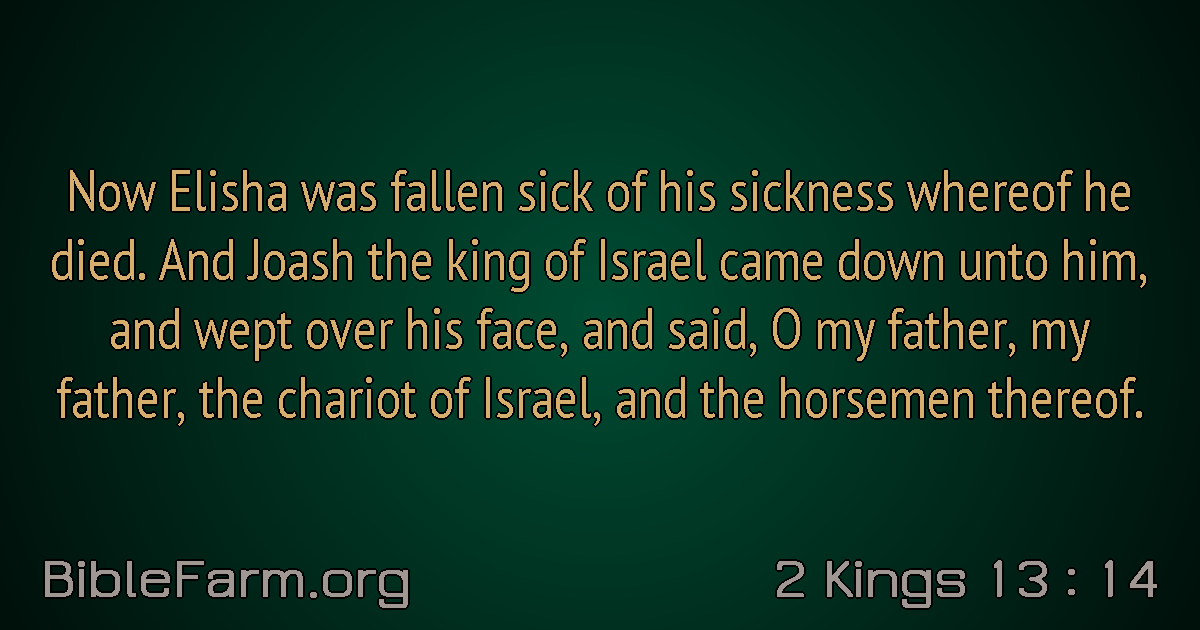 Now Elisha was fallen sick of his sickness whereof he
died. And Joash the king of Israel came down unto him,
and wept over his face, and said, O my father, my
father, the chariot of Israel, and the horsemen thereof.
BibleFarm.org
2 Kings 13 : 14